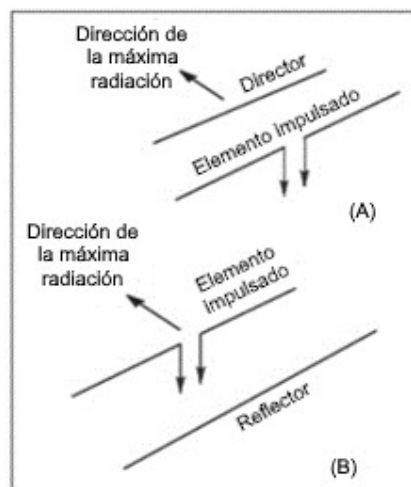 Dirección de
la máxima
radiación
Director
Elemento impulsado
(A)
Dirección de
la máxima
radiación
Elemento
impulsado
Reflector
(B)